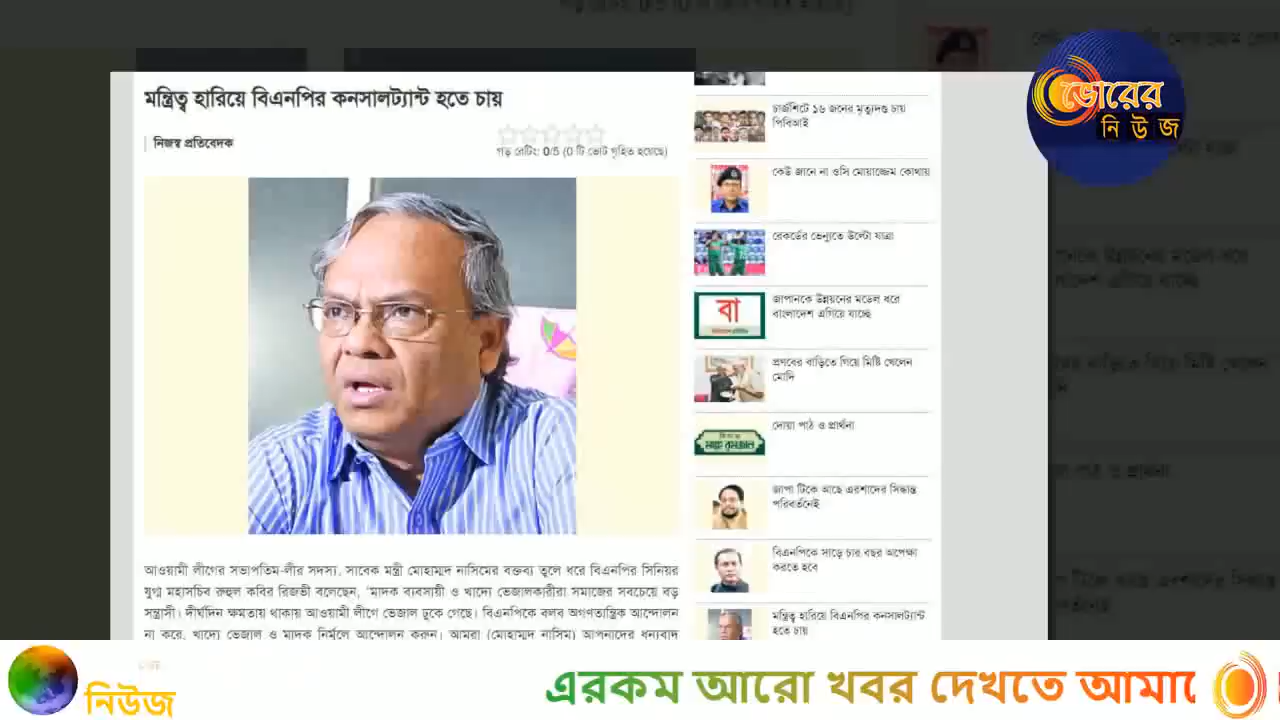 মন্ত্রিত্ব হারিয়ে বিএনপির কনসালট্যান্ট হতে চায়
নিজস্ব প্রতিবেদক
গড় রেটিং: 0/5 (0 টি ভোট গৃহিত হয়েছে)
আওয়ামী লীগের সভাপতিম-লীর সদস্য, সাবেক মন্ত্রী মোহাম্মদ নাসিমের বক্তব্য তুলে ধরে বিএনপির সিনিয়র
যুগ্ম মহাসচিব রুহুল কবির রিজভী বলেছেন, 'মাদক ব্যবসায়ী ও খাদ্যে ভেজালকারীরা সমাজের সবচেয়ে বড়
সন্ত্রাসী। দীর্ঘদিন ক্ষমতায় থাকায় আওয়ামী লীগে ভেজাল ঢুকে গেছে। বিএনপিকে বলব অগণতান্ত্রিক আন্দোলন
না করে, খাদ্যে ভেজাল ও মাদক নির্মূলে আন্দোলন করুন। আমরা (মোহাম্মদ নাসিম) আপনাদের ধন্যবাদ
চার্জশিটে ১৬ জনের মৃত্যুদণ্ড চায়
পিবিআই
কেউ জানে না ওসি মোয়াজ্জেম কোথায়
রেকর্ডের ভেন্যুতে উল্টো যাত্রা
বা
জাপানকে উন্নয়নের মডেল ধরে
বাংলাদেশ এগিয়ে যাচ্ছে
প্রণবের বাড়িতে গিয়ে মিষ্টি খেলেন
মোদি
মাহে রমজান
দোয়া পাঠ ও প্রার্থনা
জাপা টিকে আছে এরশাদের সিদ্ধান্ত
পরিবর্তনেই
বিএনপিকে সাড়ে চার বছর অপেক্ষা
করতে হবে
মন্ত্রিত্ব হারিয়ে বিএনপির কনসালট্যান্ট
হতে চায়
ভোরের
নিউজ
নিউজ
এরকম আরো খবর দেখতে